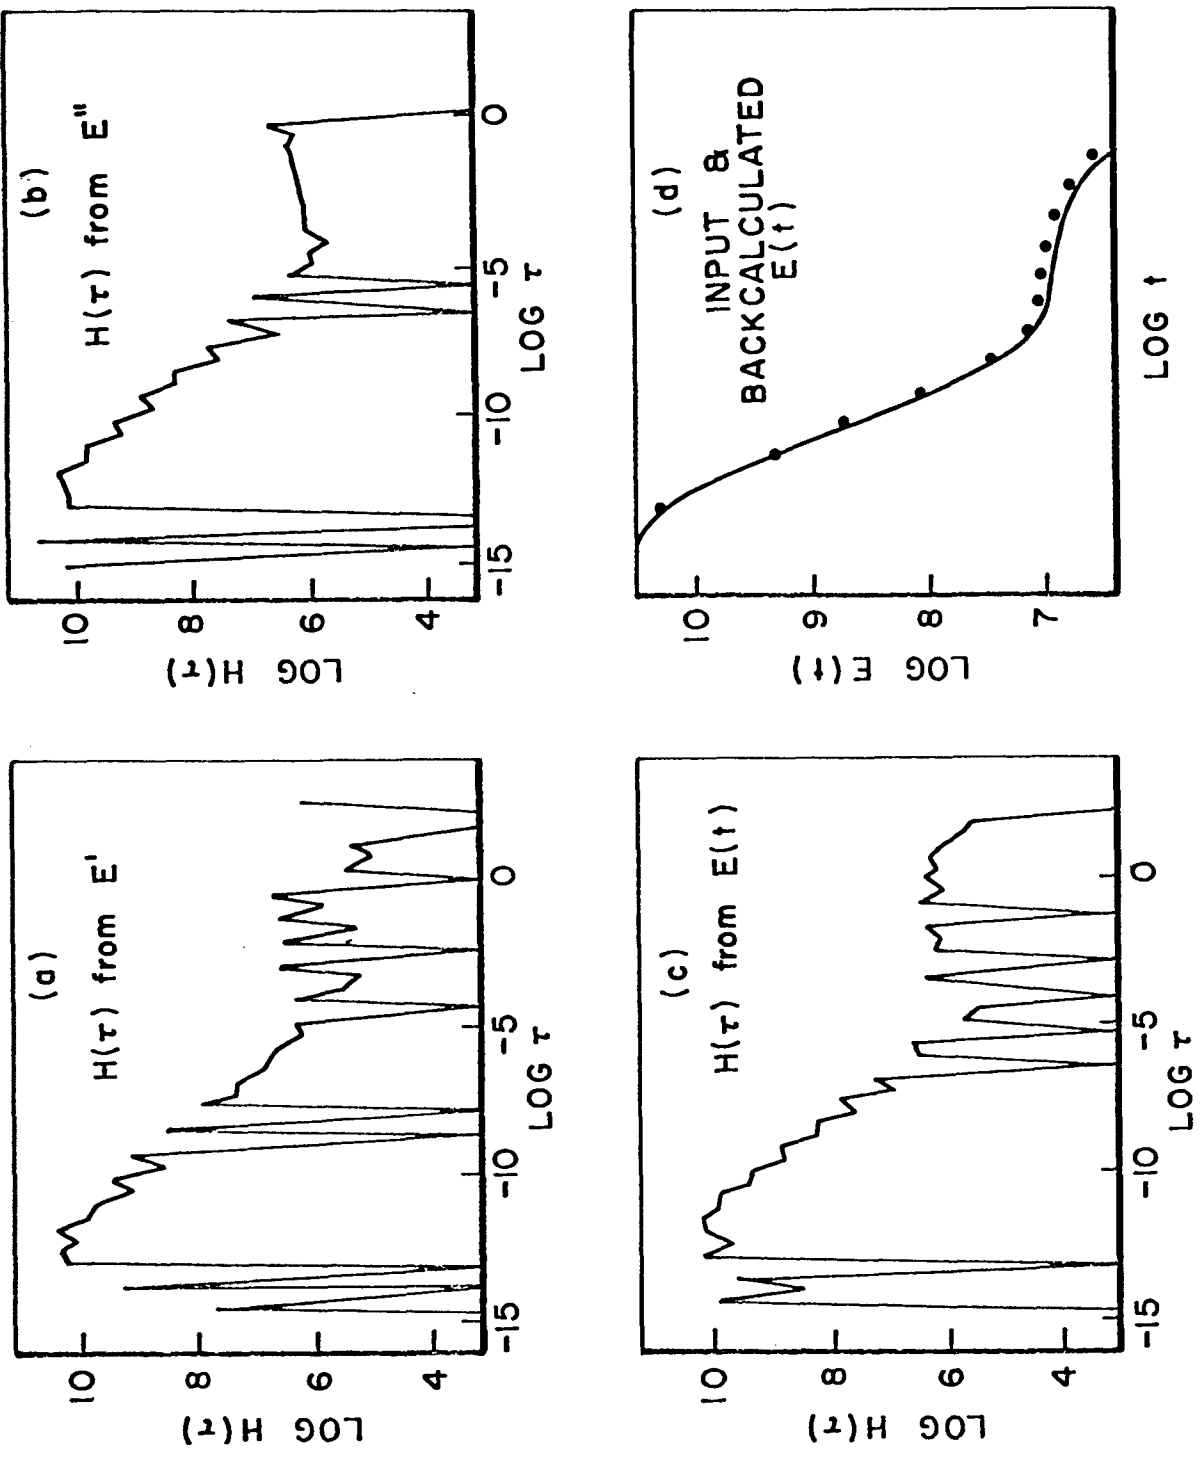 (a)
H(τ) from E'
LOG H(τ)
10
8
6
4
-15
-10
-5
0
LOG τ
(b)
H(τ) from E"
LOG H(τ)
10
8
6
4
-15
-10
-5
0
LOG τ
(c)
H(τ) from E(t)
LOG H(τ)
10
8
6
4
-15
-10
-5
0
LOG τ
(d)
INPUT &
BACKCALCULATED
E(t)
LOG E(t)
10
9
8
7
LOG t